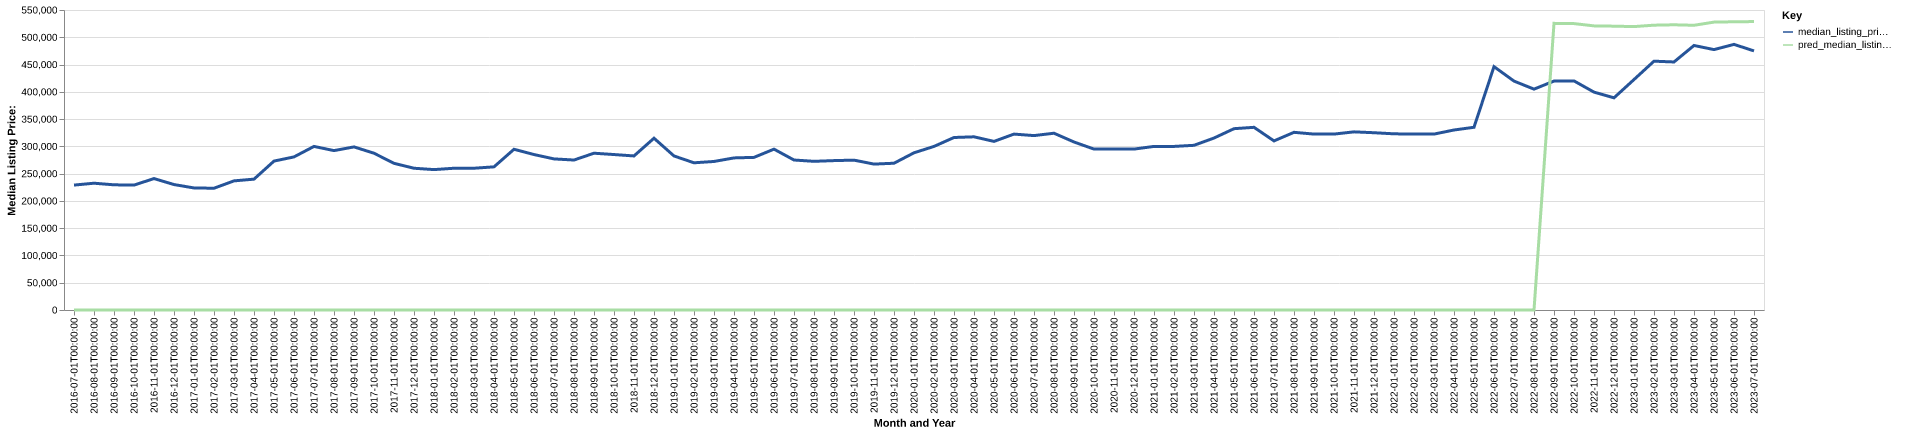 550,000
500,000
450,000
400,000
350,000
300,000
250,000
200,000
150,000
100,000
50,000
0
Median Listing Price:
2016-07-01T00:00:00
2016-08-01T00:00:00
2016-09-01T00:00:00
2016-10-01T00:00:00
2016-11-01T00:00:00
2016-12-01T00:00:00
2017-01-01T00:00:00
2017-02-01T00:00:00
2017-03-01T00:00:00
2017-04-01T00:00:00
2017-05-01T00:00:00
2017-06-01T00:00:00
2017-07-01T00:00:00
2017-08-01T00:00:00
2017-09-01T00:00:00
2017-10-01T00:00:00
2017-11-01T00:00:00
2017-12-01T00:00:00
2018-01-01T00:00:00
2018-02-01T00:00:00
2018-03-01T00:00:00
2018-04-01T00:00:00
2018-05-01T00:00:00
2018-06-01T00:00:00
2018-07-01T00:00:00
2018-08-01T00:00:00
2018-09-01T00:00:00
2018-10-01T00:00:00
2018-11-01T00:00:00
2018-12-01T00:00:00
2019-01-01T00:00:00
2019-02-01T00:00:00
2019-03-01T00:00:00
2019-04-01T00:00:00
2019-05-01T00:00:00
2019-06-01T00:00:00
2019-07-01T00:00:00
2019-08-01T00:00:00
2019-09-01T00:00:00
2019-10-01T00:00:00
2019-11-01T00:00:00
2019-12-01T00:00:00
2020-01-01T00:00:00
2020-02-01T00:00:00
2020-03-01T00:00:00
2020-04-01T00:00:00
2020-05-01T00:00:00
2020-06-01T00:00:00
2020-07-01T00:00:00
2020-08-01T00:00:00
2020-09-01T00:00:00
2020-10-01T00:00:00
2020-11-01T00:00:00
2020-12-01T00:00:00
2021-01-01T00:00:00
2021-02-01T00:00:00
2021-03-01T00:00:00
2021-04-01T00:00:00
2021-05-01T00:00:00
2021-06-01T00:00:00
2021-07-01T00:00:00
2021-08-01T00:00:00
2021-09-01T00:00:00
2021-10-01T00:00:00
2021-11-01T00:00:00
2021-12-01T00:00:00
2022-01-01T00:00:00
2022-02-01T00:00:00
2022-03-01T00:00:00
2022-04-01T00:00:00
2022-05-01T00:00:00
2022-06-01T00:00:00
2022-07-01T00:00:00
2022-08-01T00:00:00
2022-09-01T00:00:00
2022-10-01T00:00:00
2022-11-01T00:00:00
2022-12-01T00:00:00
2023-01-01T00:00:00
2023-02-01T00:00:00
2023-03-01T00:00:00
2023-04-01T00:00:00
2023-05-01T00:00:00
2023-06-01T00:00:00
2023-07-01T00:00:00
Month and Year
Key
median_listing_pri…
pred_median_listin…